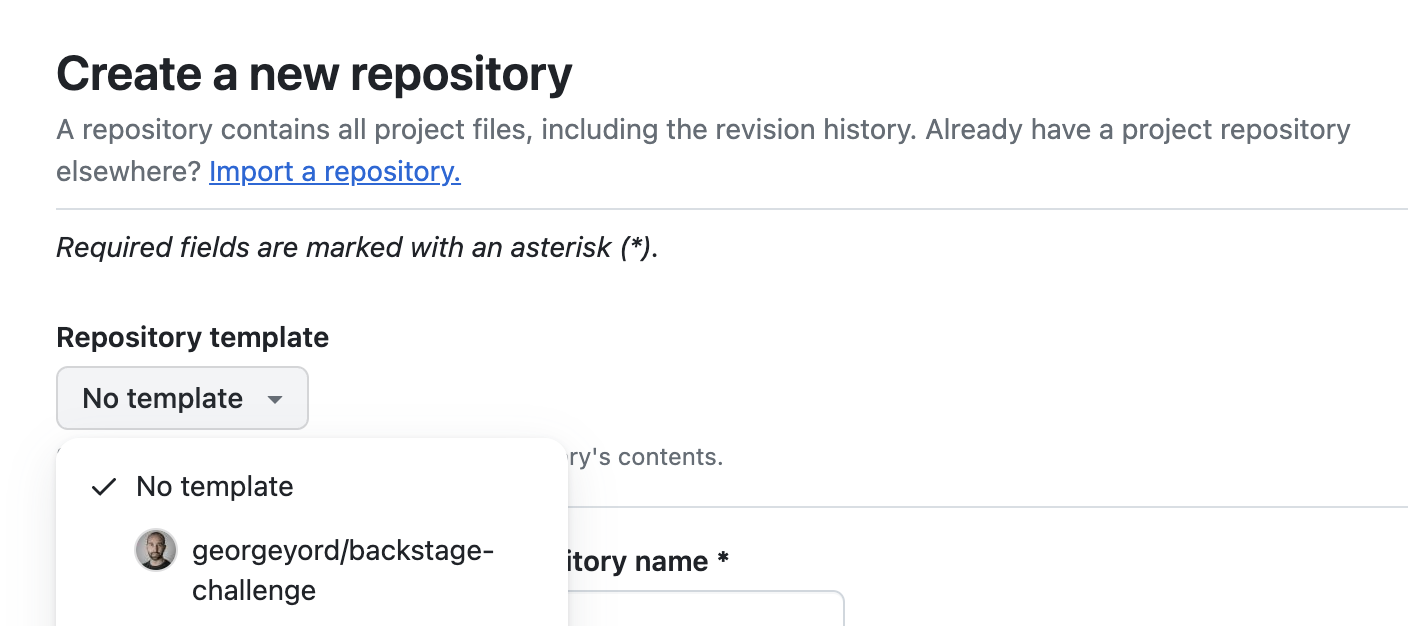 Create a new repository
A repository contains all project files, including the revision history. Already have a project repository
elsewhere? Import a repository.
Required fields are marked with an asterisk (*).
Repository template
No template
ry's contents.
No template
georgeyord/backstage-
challenge
itory name *